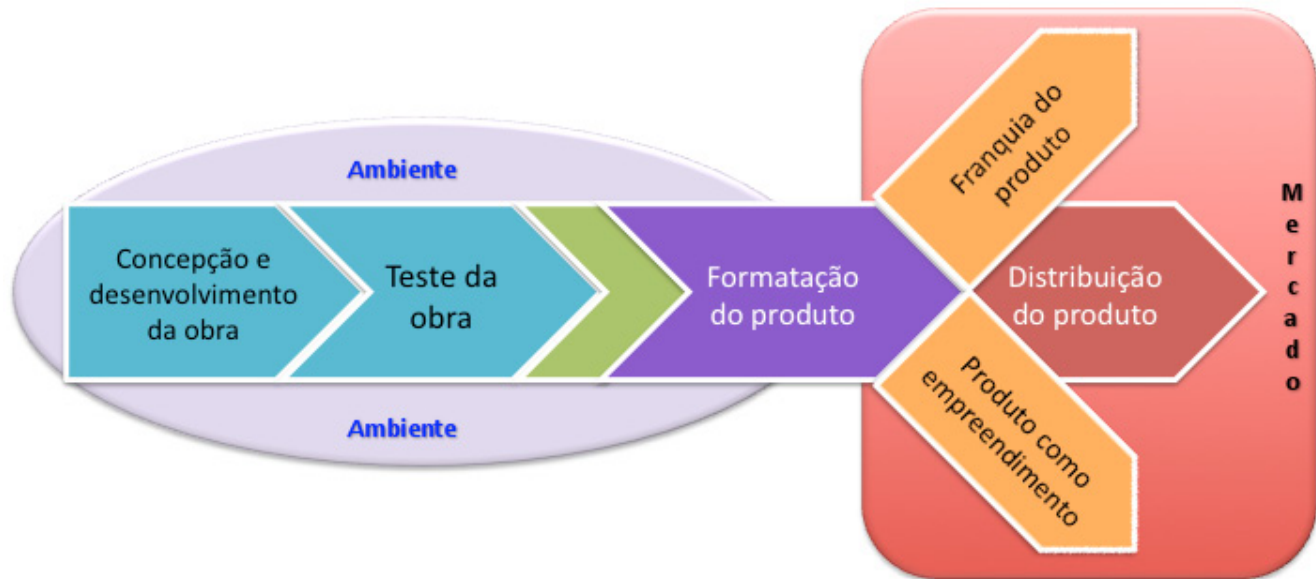 Ambiente
Concepção e
desenvolvimento
da obra
Teste da
obra
Formatação
do produto
Franquia do
produto
Distribuição
do produto
Produto como
empreendimento
Mercado
Ambiente